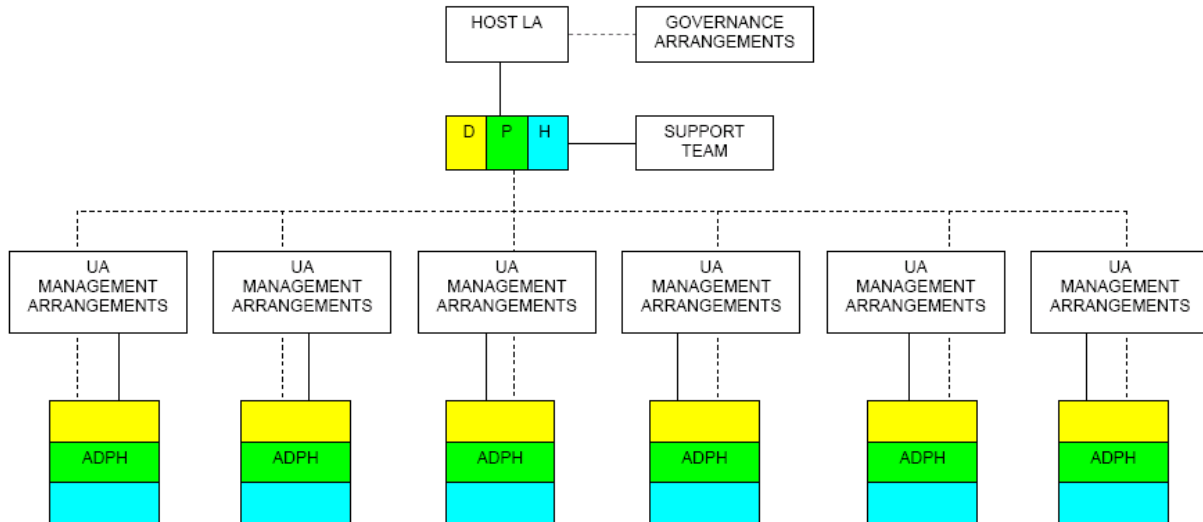 HOST LA
GOVERNANCE
ARRANGEMENTS
D P H
SUPPORT
TEAM
UA
MANAGEMENT
ARRANGEMENTS
UA
MANAGEMENT
ARRANGEMENTS
UA
MANAGEMENT
ARRANGEMENTS
UA
MANAGEMENT
ARRANGEMENTS
UA
MANAGEMENT
ARRANGEMENTS
UA
MANAGEMENT
ARRANGEMENTS
ADPH
ADPH
ADPH
ADPH
ADPH
ADPH